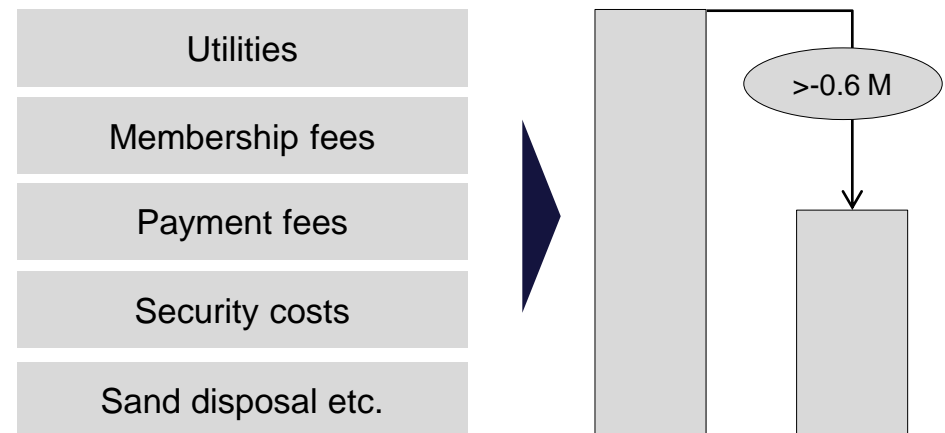 Utilities
Membership fees
Payment fees
Security costs
Sand disposal etc.
>-0.6 M